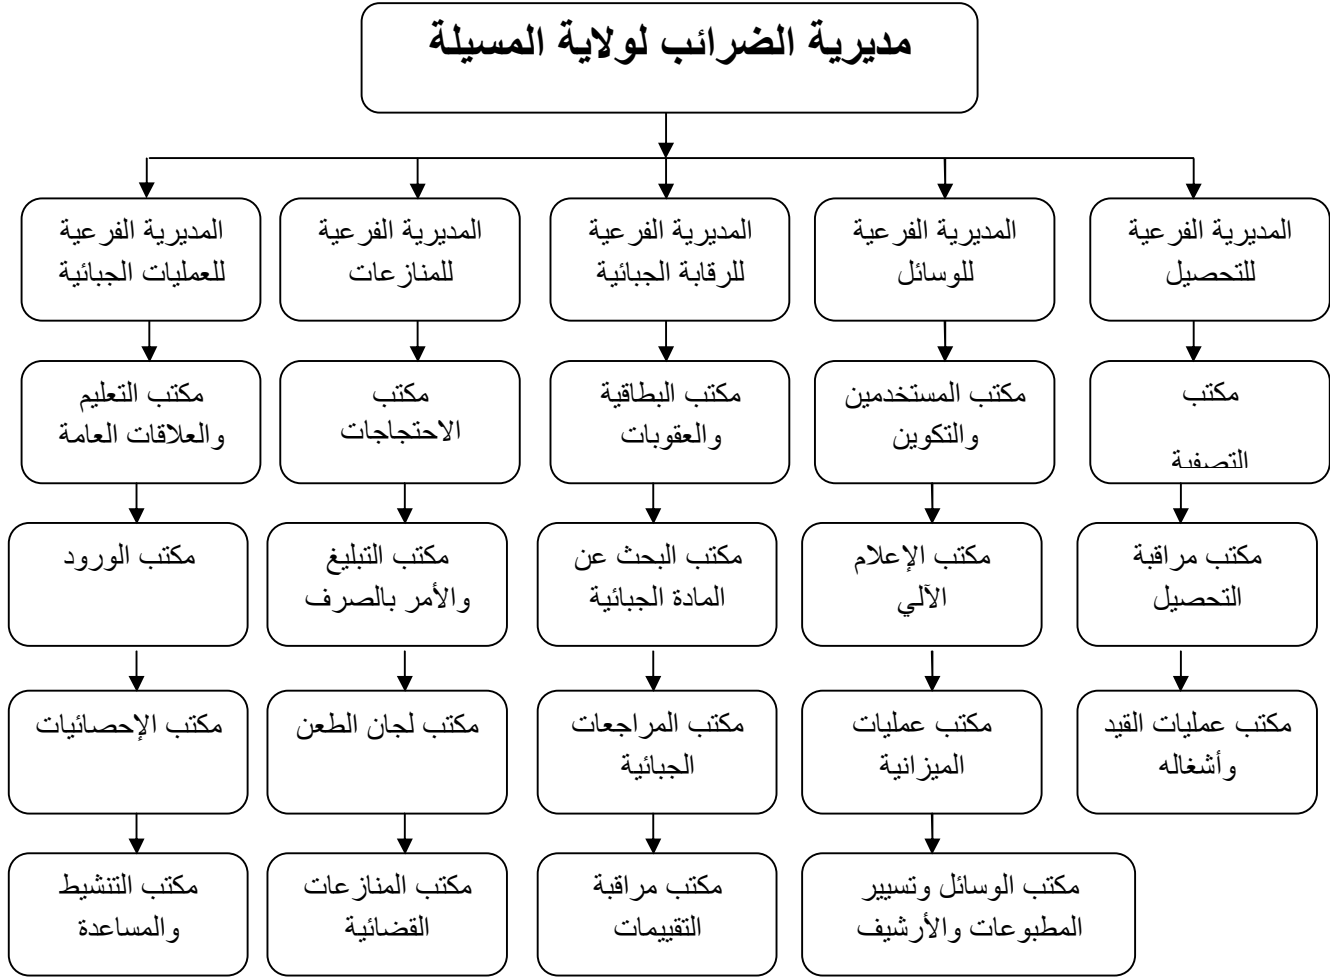 مديرية الضرائب لولاية المسيلة
المديرية الفرعية
للتحصيل
المديرية الفرعية
للوسائل
المديرية الفرعية
للرقابة الجبائية
المديرية الفرعية
للمنازعات
المديرية الفرعية
للعمليات الجبائية
مكتب
التصفية
مكتب المستخدمين
والتكوين
مكتب البطاقية
والعقوبات
مكتب
الاحتجاجات
مكتب التعليم
والعلاقات العامة
مكتب مراقبة
التحصيل
مكتب الإعلام
الآلي
مكتب البحث عن
المادة الجبائية
مكتب التبليغ
والأمر بالصرف
مكتب الورود
مكتب عمليات القيد
وأشغاله
مكتب عمليات
الميزانية
مكتب المراجعات
الجبائية
مكتب لجان الطعن
مكتب الإحصائيات
مكتب الوسائل وتسيير
المطبوعات والأرشيف
مكتب مراقبة
التقييمات
مكتب المنازعات
القضائية
مكتب التنشيط
والمساعدة